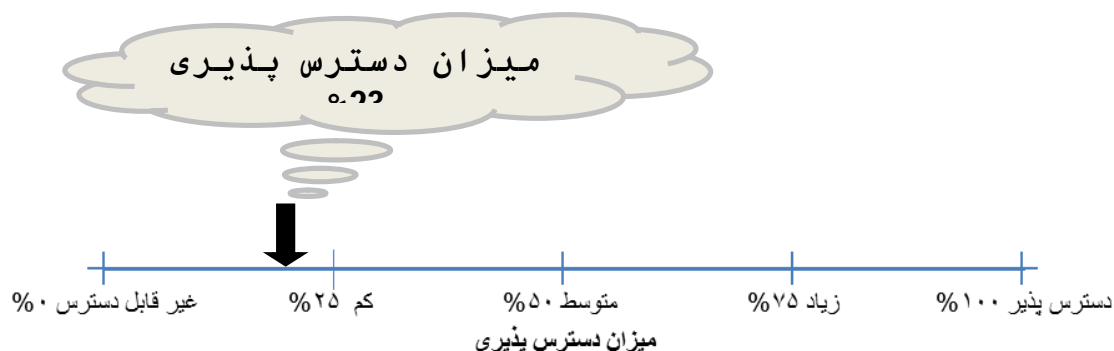 میزان دسترس پذیری
دسترس پذیر ۱۰۰% زیاد ۷۵% متوسط ۵۰% کم ۲۵% غیر قابل دسترس ۰%
میزان دسترس پذیری